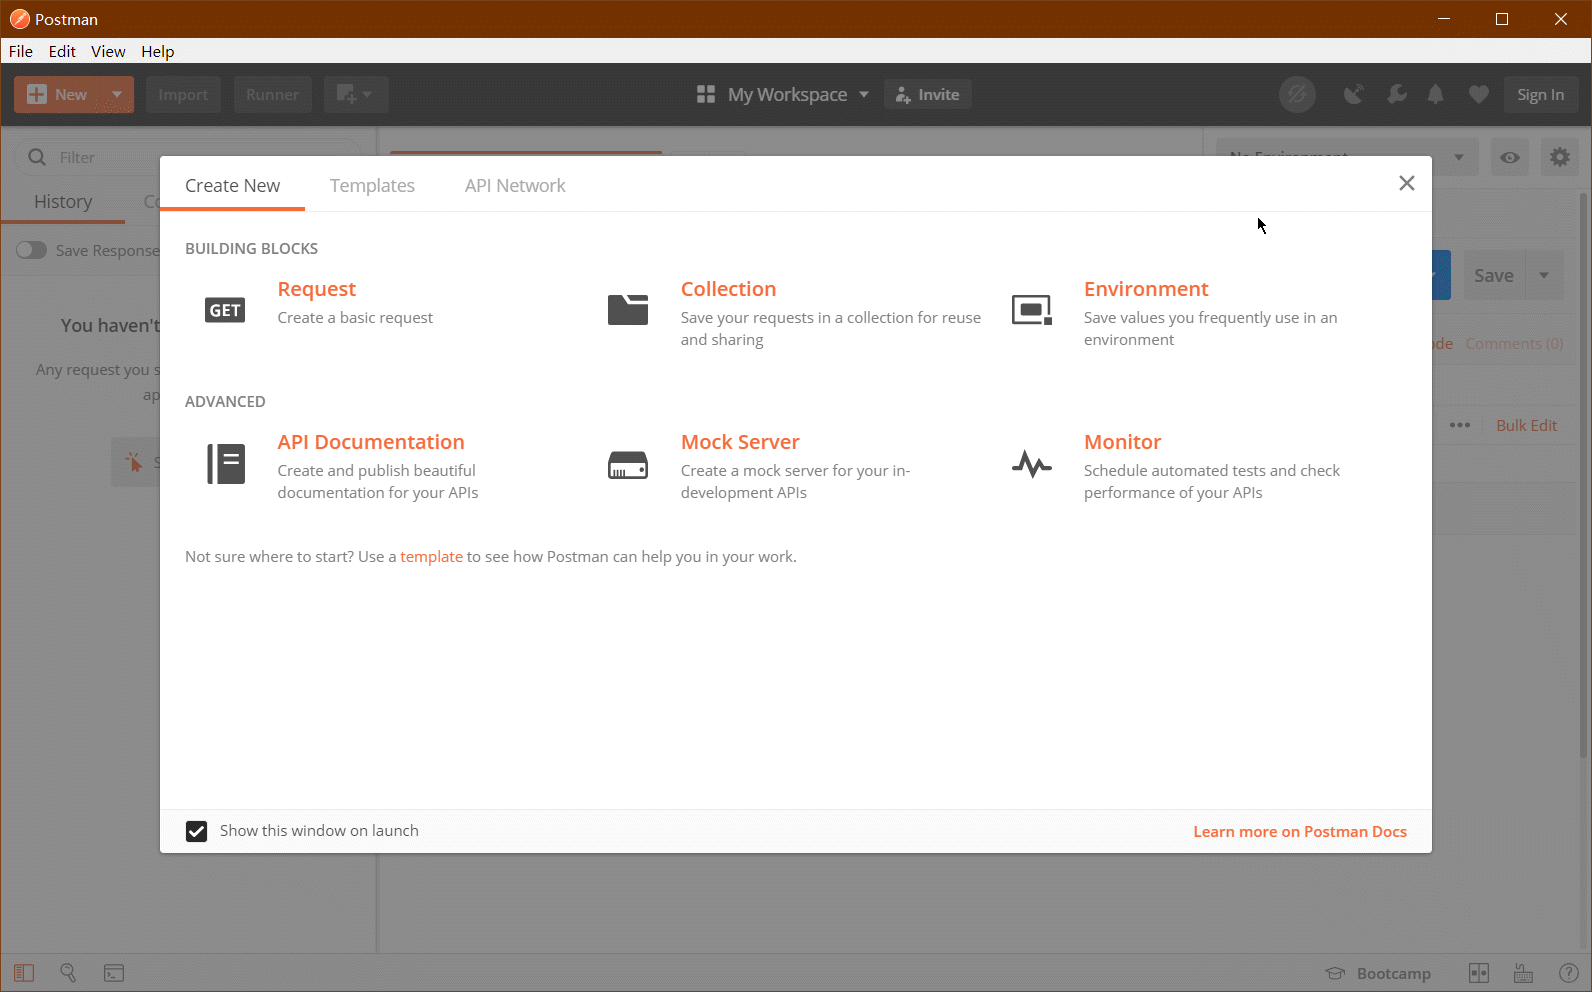 Postman
File Edit View Help
New Import Runner My Workspace Invite Sign In
Filter
No Environment
Create New Templates API Network
History
Save Response
BUILDING BLOCKS
GET
Request
Create a basic request
Collection
Save your requests in a collection for reuse
and sharing
Environment
Save values you frequently use in an
environment
Save
You haven't
Any request you s
ap
Comments (0)
ADVANCED
API Documentation
Create and publish beautiful
documentation for your APIs
Mock Server
Create a mock server for your in-
development APIs
Monitor
Schedule automated tests and check
performance of your APIs
Bulk Edit
Not sure where to start? Use a template to see how Postman can help you in your work.
Show this window on launch
Learn more on Postman Docs
Bootcamp